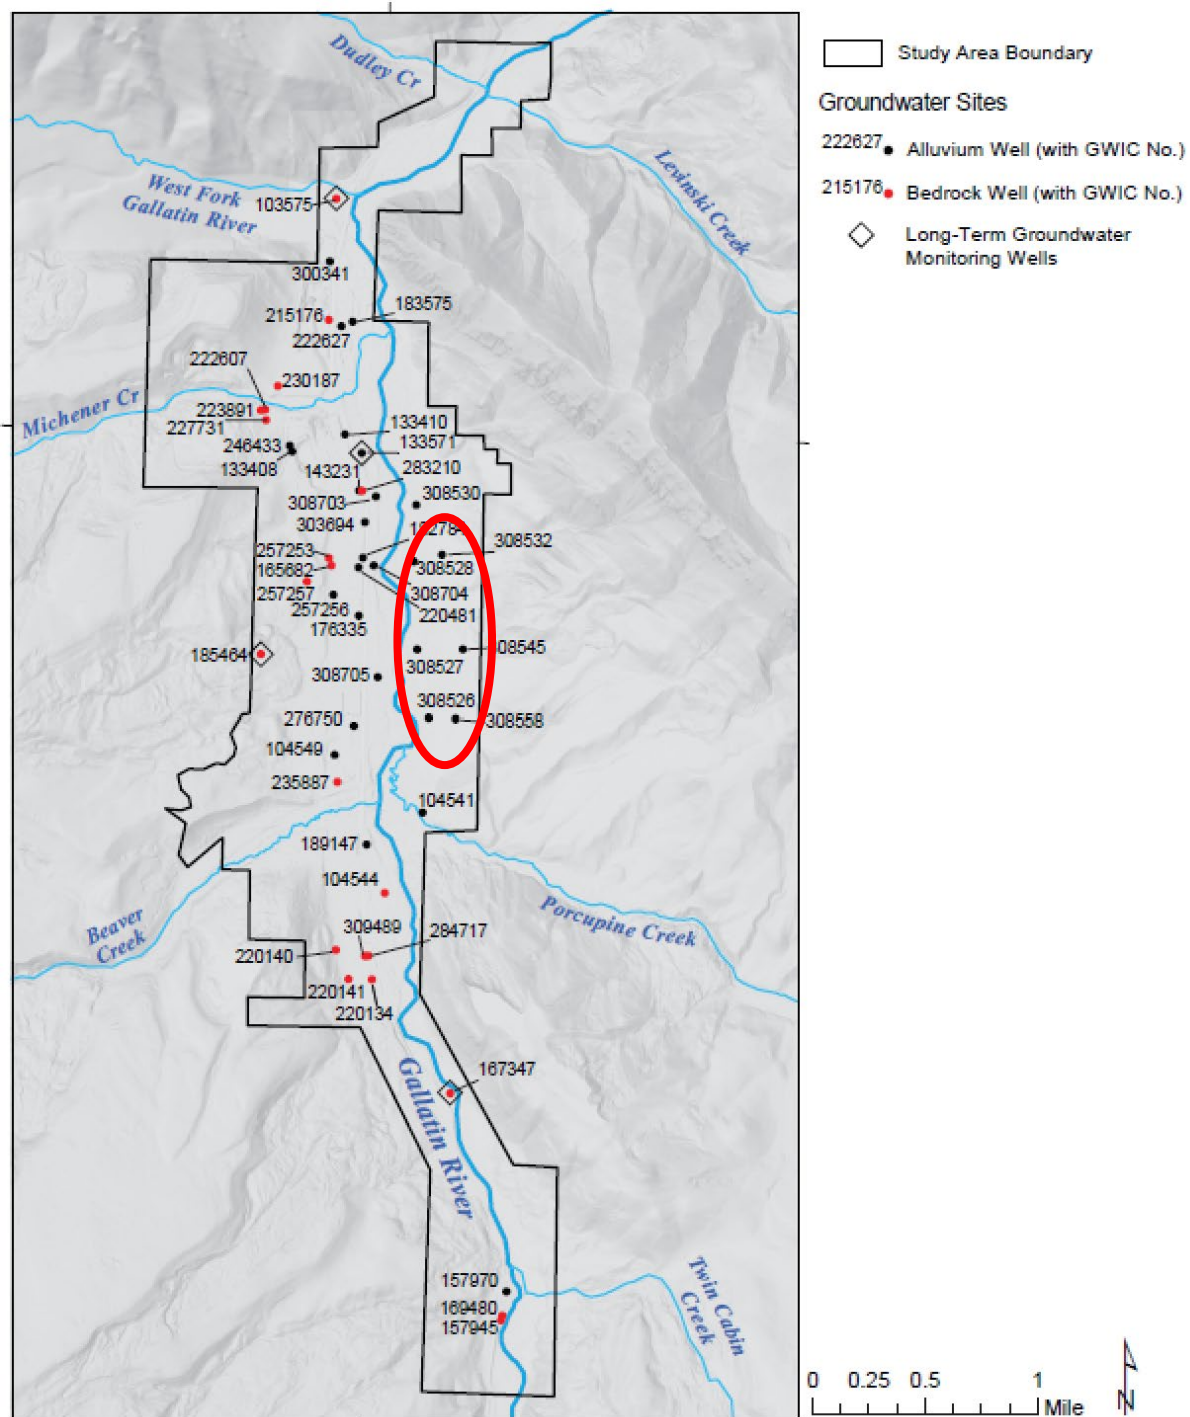 Dudley Cr
Levinski Creek
West Fork
Gallatin River
103575
300341
215176
183575
222627
222607
230187
Michener Cr
223891
227731
133410
246433
133571
133408
143231
283210
308703
308530
303694
308532
257253
165682
308528
257257
308704
257256
220481
176335
185464
308527
308545
308705
308526
308558
276750
104549
235887
104541
189147
104544
Beaver
Creek
Porcupine Creek
309489
284717
220140
220141
220134
167347
Gallatin River
157970
169480
157945
Twin Cabin
Creek
Study Area Boundary
Groundwater Sites
222627 Alluvium Well (with GWIC No.)
215176 Bedrock Well (with GWIC No.)
Long-Term Groundwater
Monitoring Wells
0 0.25 0.5 1
Mile
N